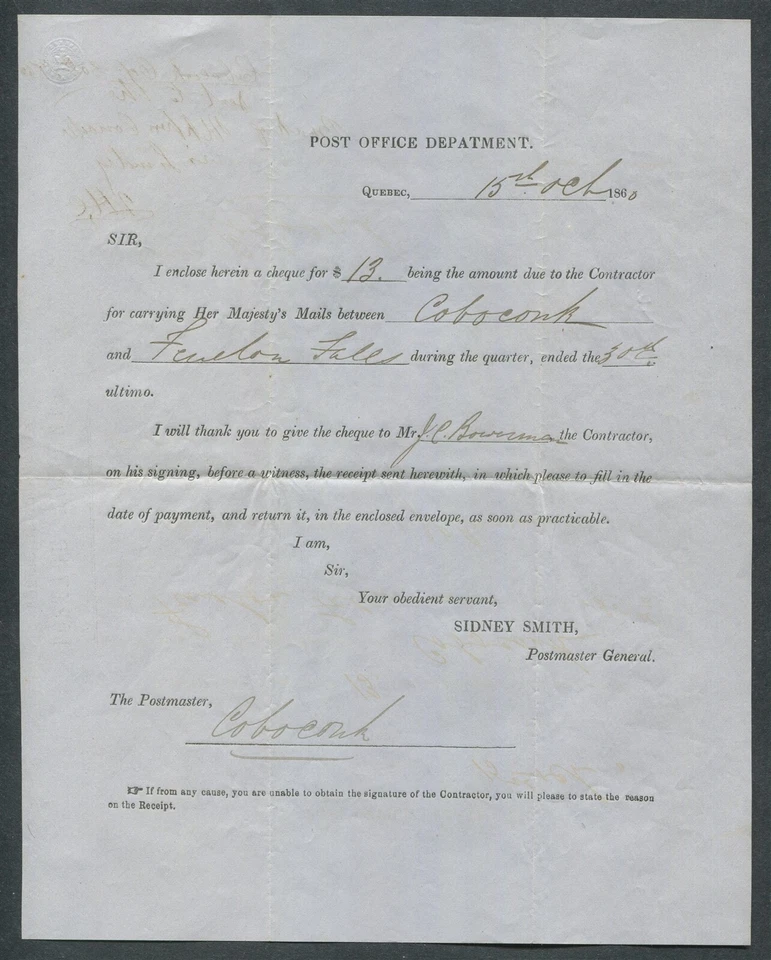 POST OFFICE DEPATMENT.
QUEBEC, 15th Oct 1860
SIR,
I enclose herein a cheque for $ 13. being the amount due to the Contractor
for carrying Her Majesty's Mails between Coboconk
and Fenelon Falls during the quarter, ended the 30th
ultimo.
I will thank you to give the cheque to Mr. J. C. Bowerman the Contractor,
on his signing, before a witness, the receipt sent herewith, in which please to fill in the
date of payment, and return it, in the enclosed envelope, as soon as practicable.
I am,
Sir,
Your obedient servant,
SIDNEY SMITH,
Postmaster General.
The Postmaster,
Coboconk
☞ If from any cause, you are unable to obtain the signature of the Contractor, you will please to state the reason
on the Receipt.